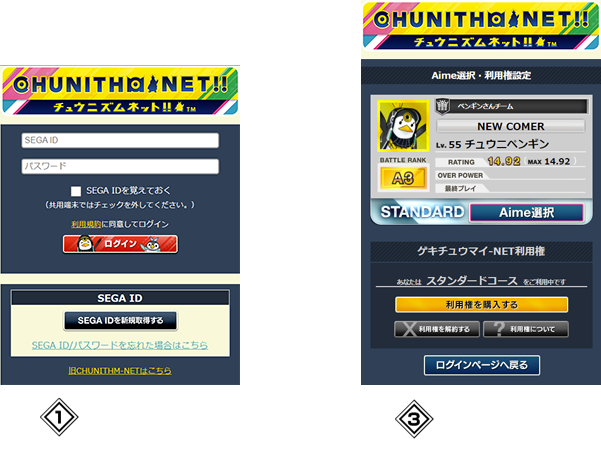 CHUNITHM-NET!!
チュウニズムネット!! TM
SEGA ID
パスワード
SEGA IDを覚えておく
（共用端末ではチェックを外してください。）
利用規約に同意してログイン
ログイン
SEGA ID
SEGA IDを新規取得する
SEGA ID/パスワードを忘れた場合はこちら
旧CHUNITHM-NETはこちら
1
CHUNITHM-NET!!
チュウニズムネット!! TM
Aime選択・利用権設定
ペンギンさんチーム
NEW COMER
Lv. 55 チュウニペンギン
BATTLE RANK
A3
RATING 14.92 MAX 14.92
OVER POWER
最終プレイ
STANDARD Aime選択
ゲキチュウマイ-NET利用権
あなたは スタンダードコース をご利用中です
利用権を購入する
利用権を解約する
? 利用権について
ログインページへ戻る
3